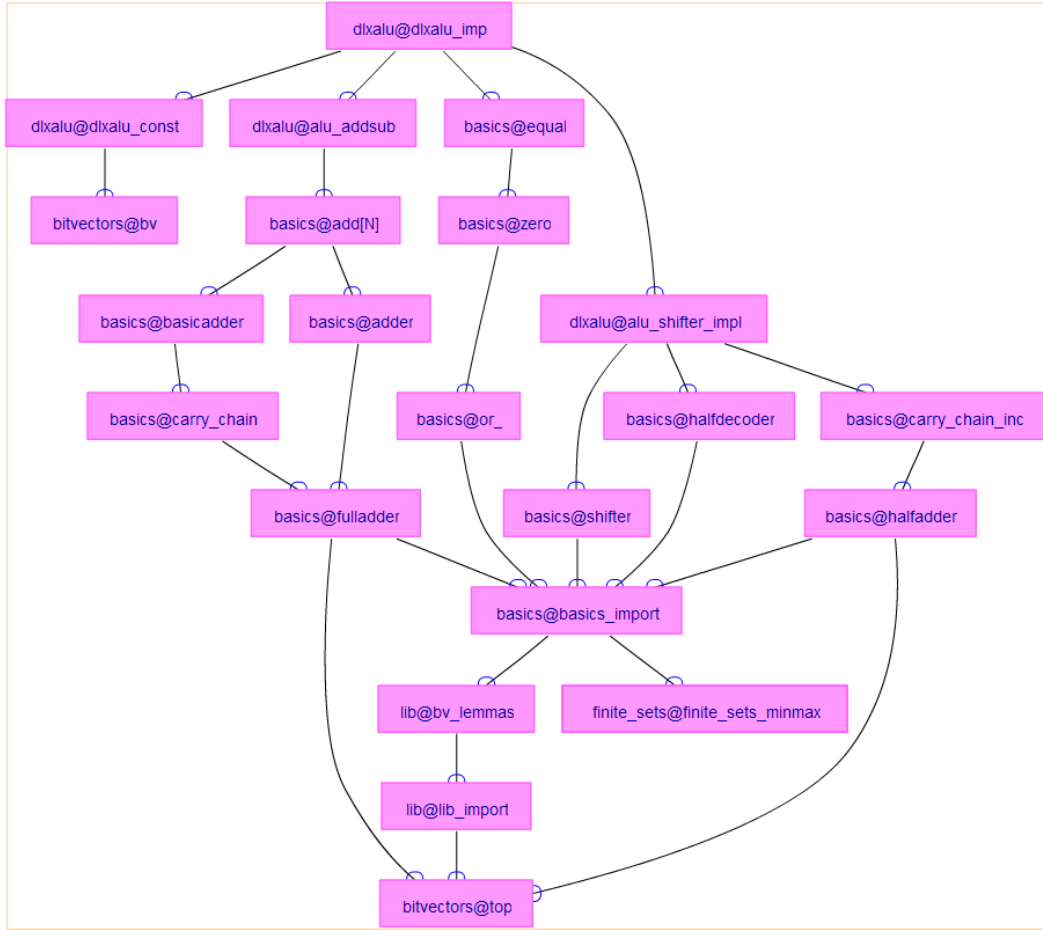 dlxalu@dlxalu_imp
dlxalu@dlxalu_const
dlxalu@alu_addsub
basics@equal
bitvectors@bv
basics@add[N]
basics@zero
basics@basicadder
basics@adder
dlxalu@alu_shifter_impl
basics@carry_chain
basics@or_
basics@halfdecoder
basics@carry_chain_inc
basics@fulladder
basics@shifter
basics@halfadder
basics@basics_import
lib@bv_lemmas
finite_sets@finite_sets_minmax
lib@lib_import
bitvectors@top